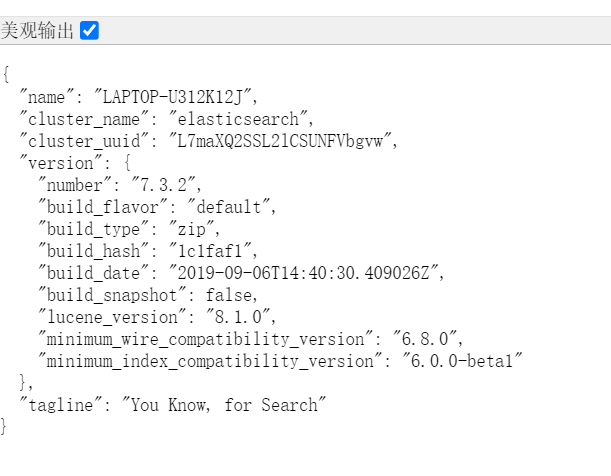 美观输出
{
"name": "LAPTOP-U312K12J",
"cluster_name": "elasticsearch",
"cluster_uuid": "L7maXQ2SSL2lCSUNFVbgvw",
"version": {
"number": "7.3.2",
"build_flavor": "default",
"build_type": "zip",
"build_hash": "1c1faf1",
"build_date": "2019-09-06T14:40:30.409026Z",
"build_snapshot": false,
"lucene_version": "8.1.0",
"minimum_wire_compatibility_version": "6.8.0",
"minimum_index_compatibility_version": "6.0.0-beta1"
},
"tagline": "You Know, for Search"
}